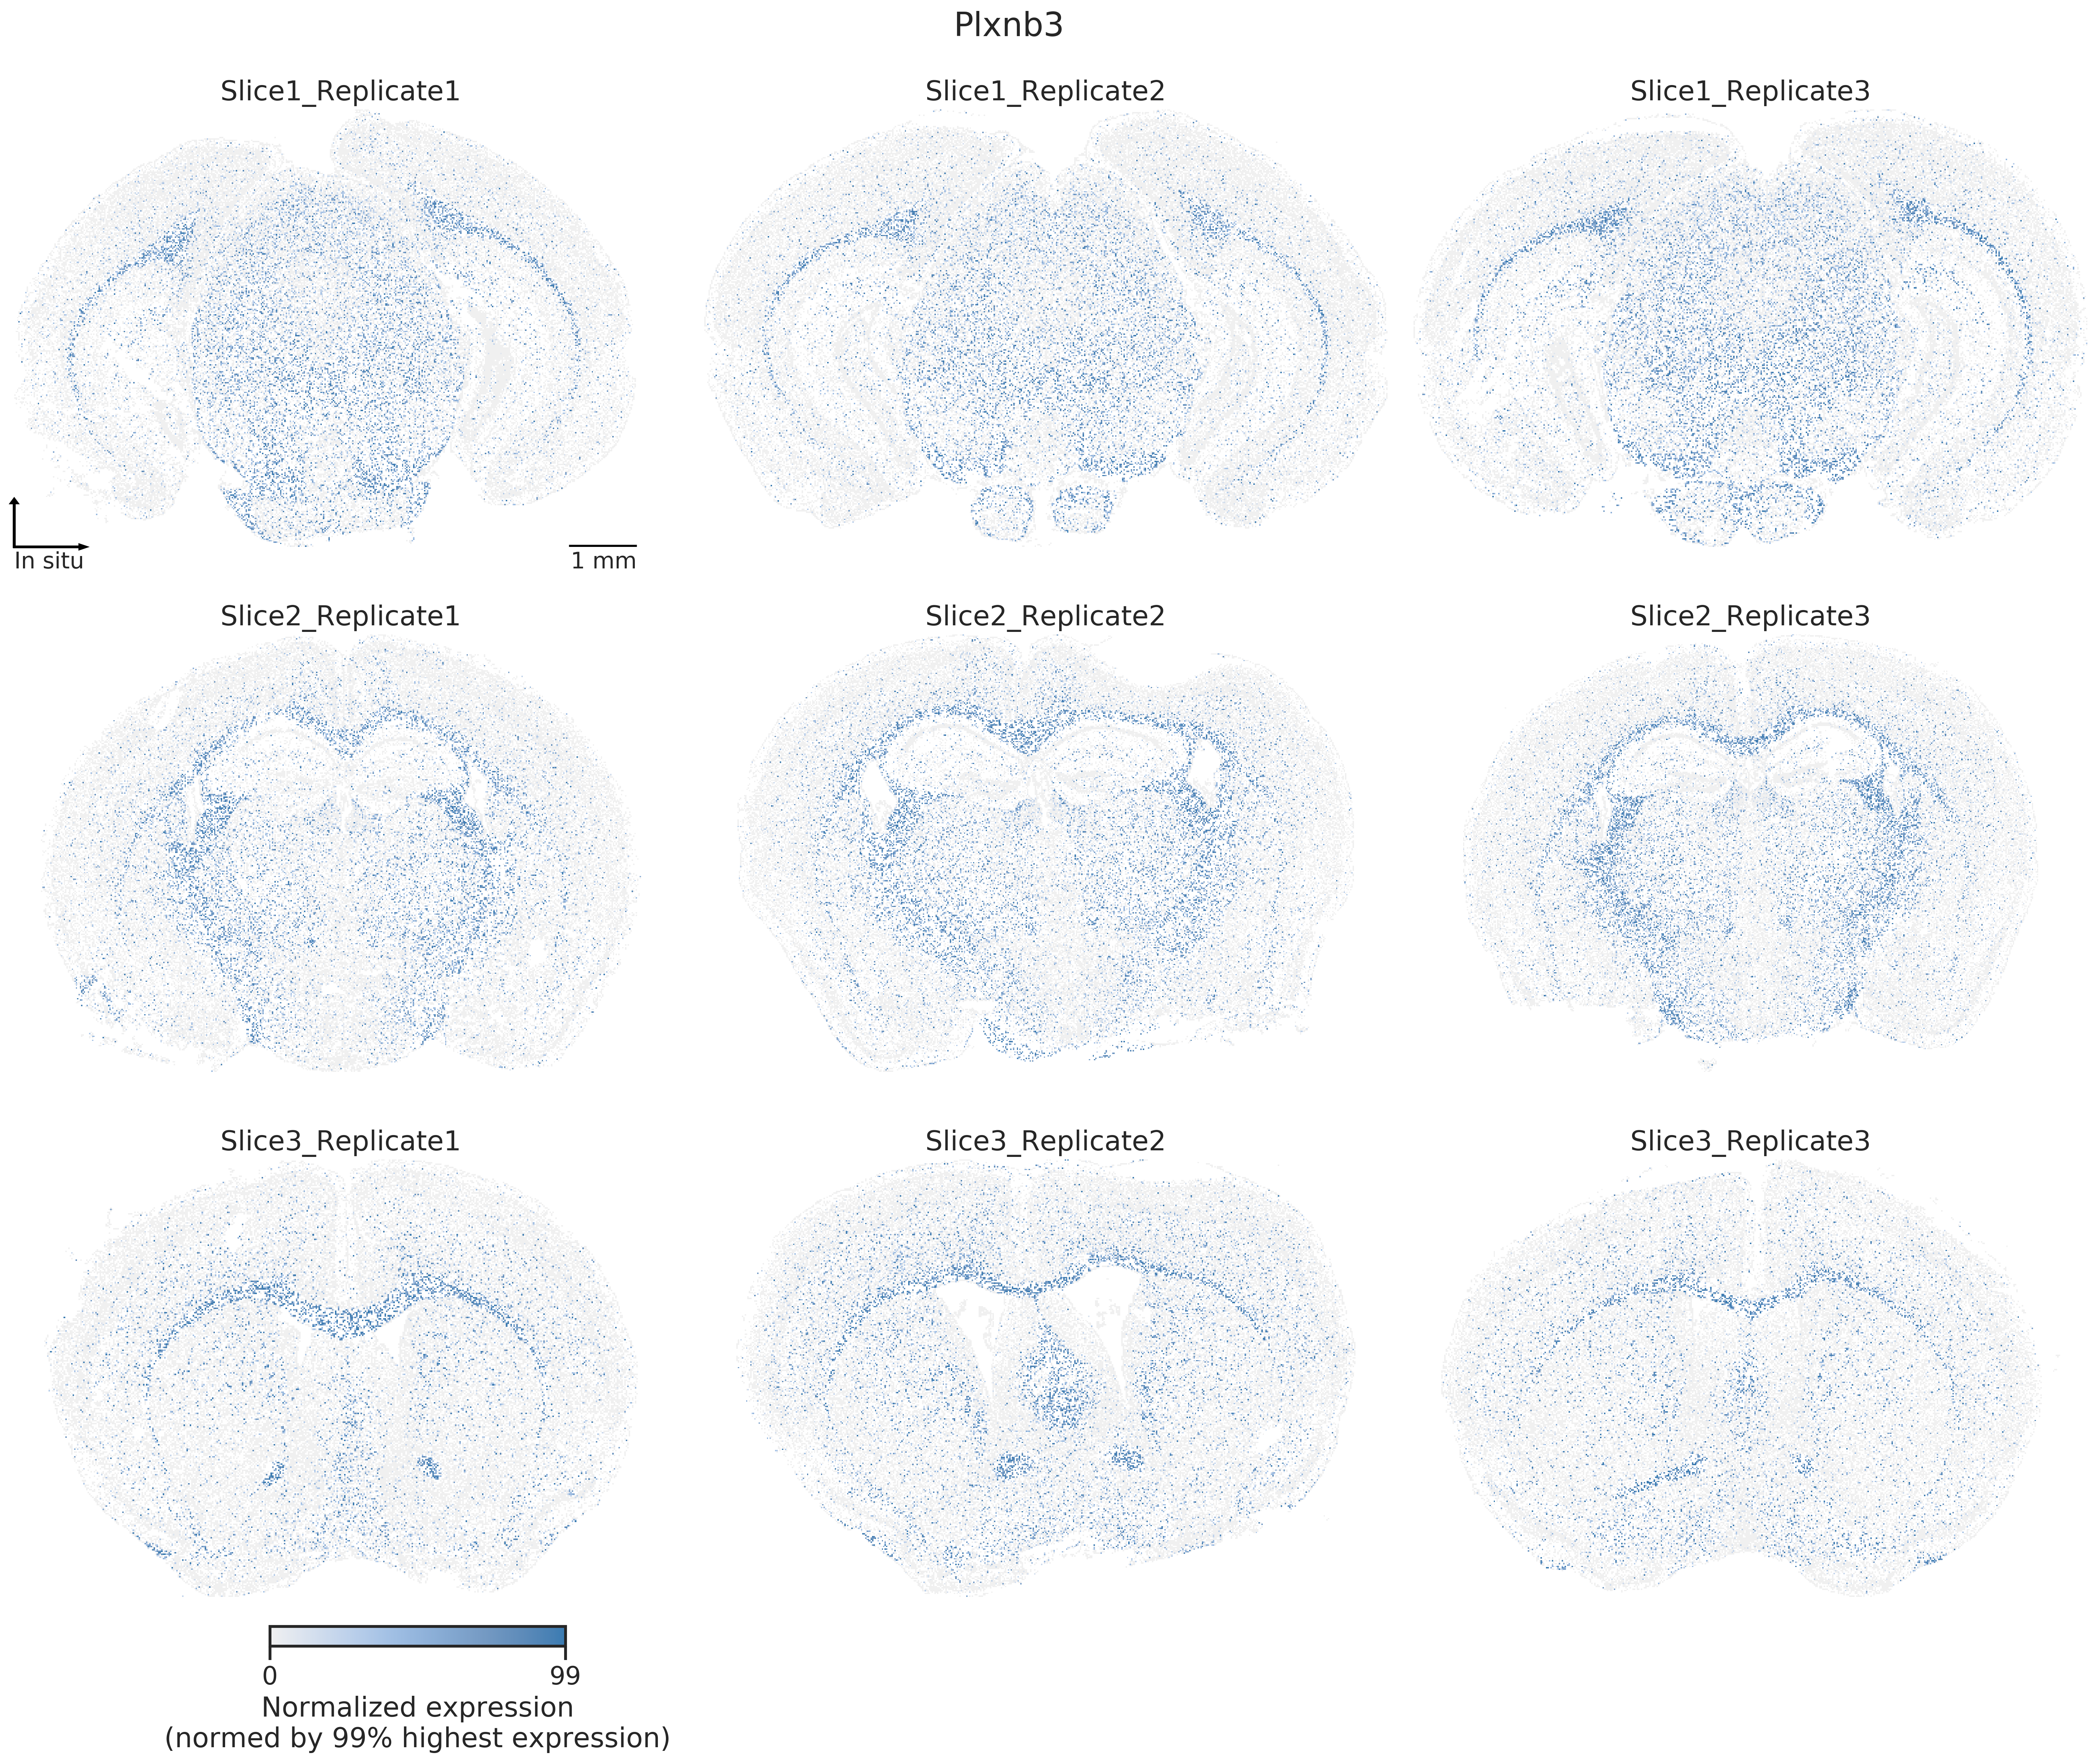 Plxnb3
Slice1_Replicate1
Slice1_Replicate2
Slice1_Replicate3
In situ
1 mm
Slice2_Replicate1
Slice2_Replicate2
Slice2_Replicate3
Slice3_Replicate1
Slice3_Replicate2
Slice3_Replicate3
0
99
Normalized expression
(normed by 99% highest expression)